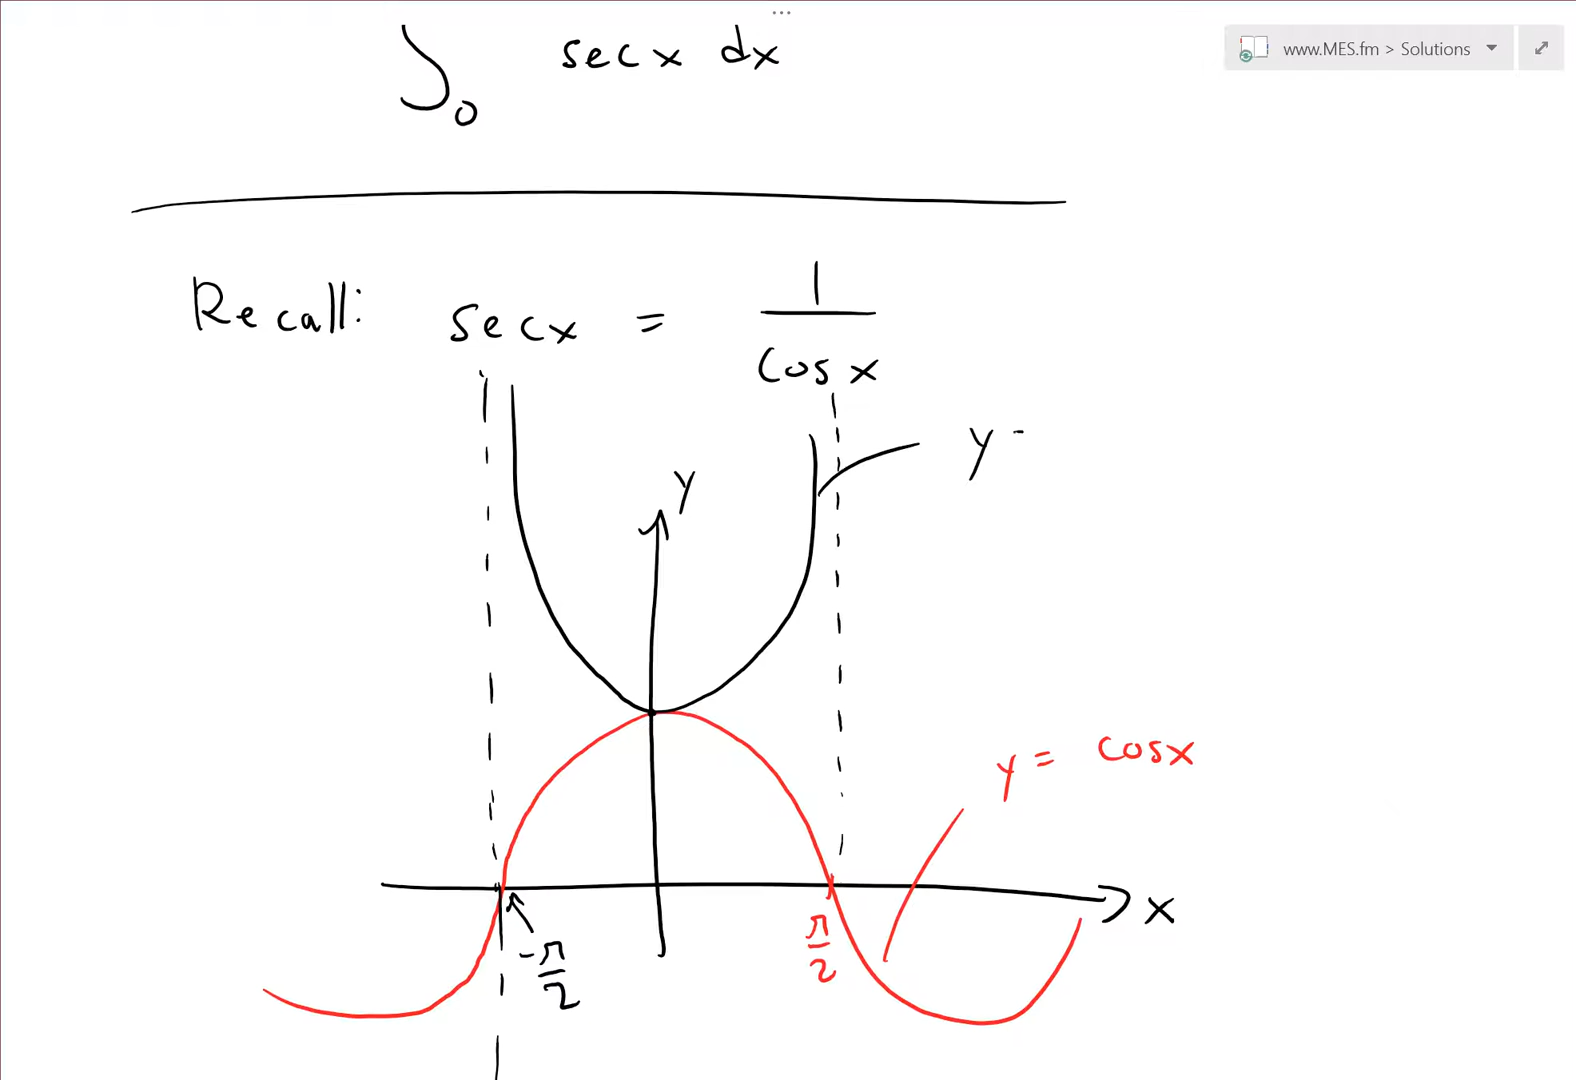 www.MES.fm > Solutions
∫₀ sec x dx
Recall: sec x = 1/cos x
y -
y
y = cos x
x
-π/2
π/2